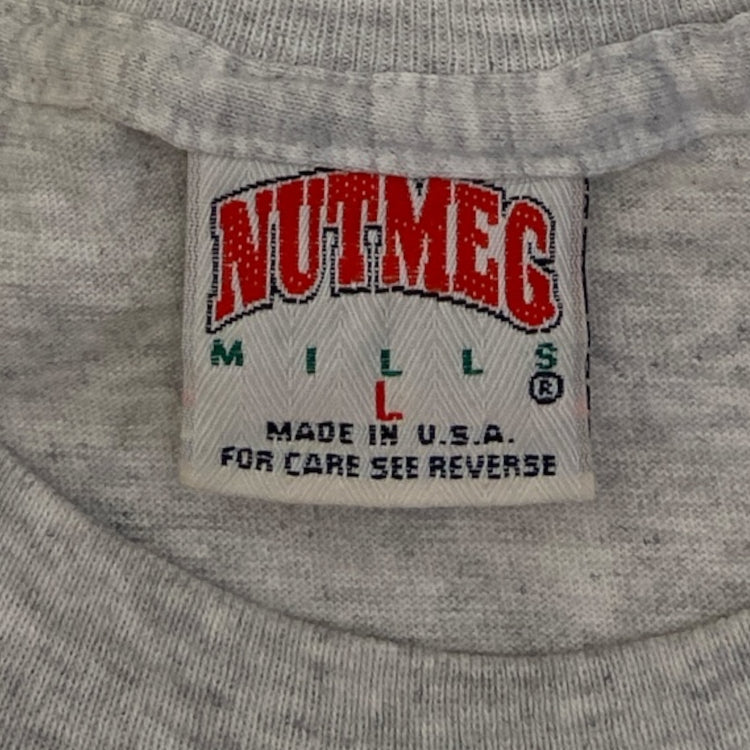 NUTMEG
MILLS
®
L
MADE IN U.S.A.
FOR CARE SEE REVERSE